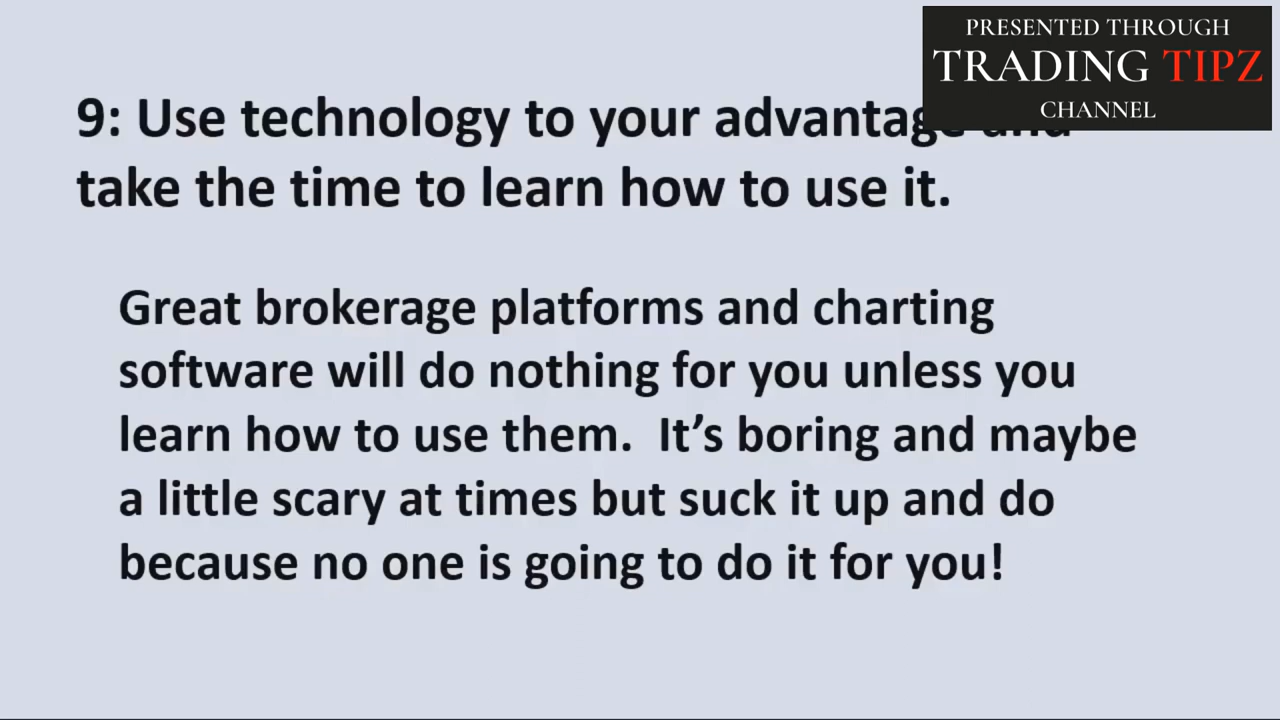 PRESENTED THROUGH
TRADING TIPZ
CHANNEL
9: Use technology to your advantage and
take the time to learn how to use it.
Great brokerage platforms and charting
software will do nothing for you unless you
learn how to use them.  It’s boring and maybe
a little scary at times but suck it up and do
because no one is going to do it for you!